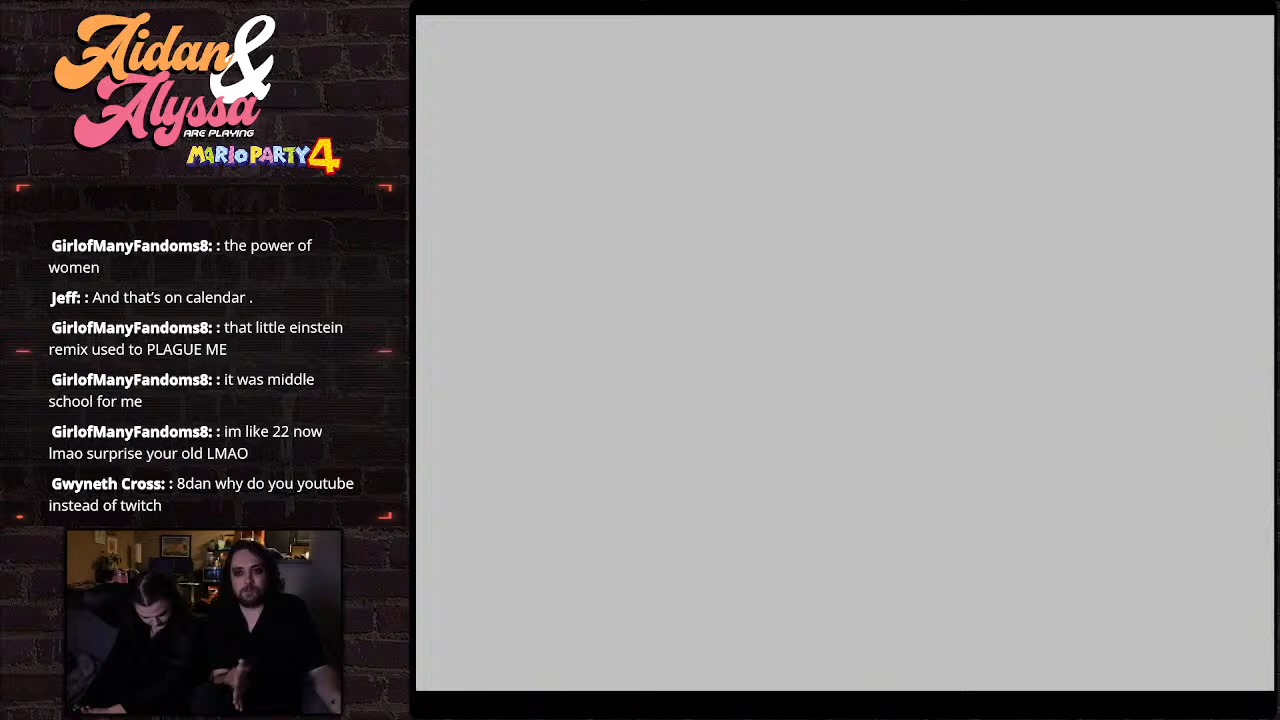 Aidan &
Alyssa
ARE PLAYING
MARIO PARTY 4
GirlofManyFandoms8: : the power of
women
Jeff: : And that’s on calendar .
GirlofManyFandoms8: : that little einstein
remix used to PLAGUE ME
GirlofManyFandoms8: : it was middle
school for me
GirlofManyFandoms8: : im like 22 now
lmao surprise your old LMAO
Gwyneth Cross: : 8dan why do you youtube
instead of twitch